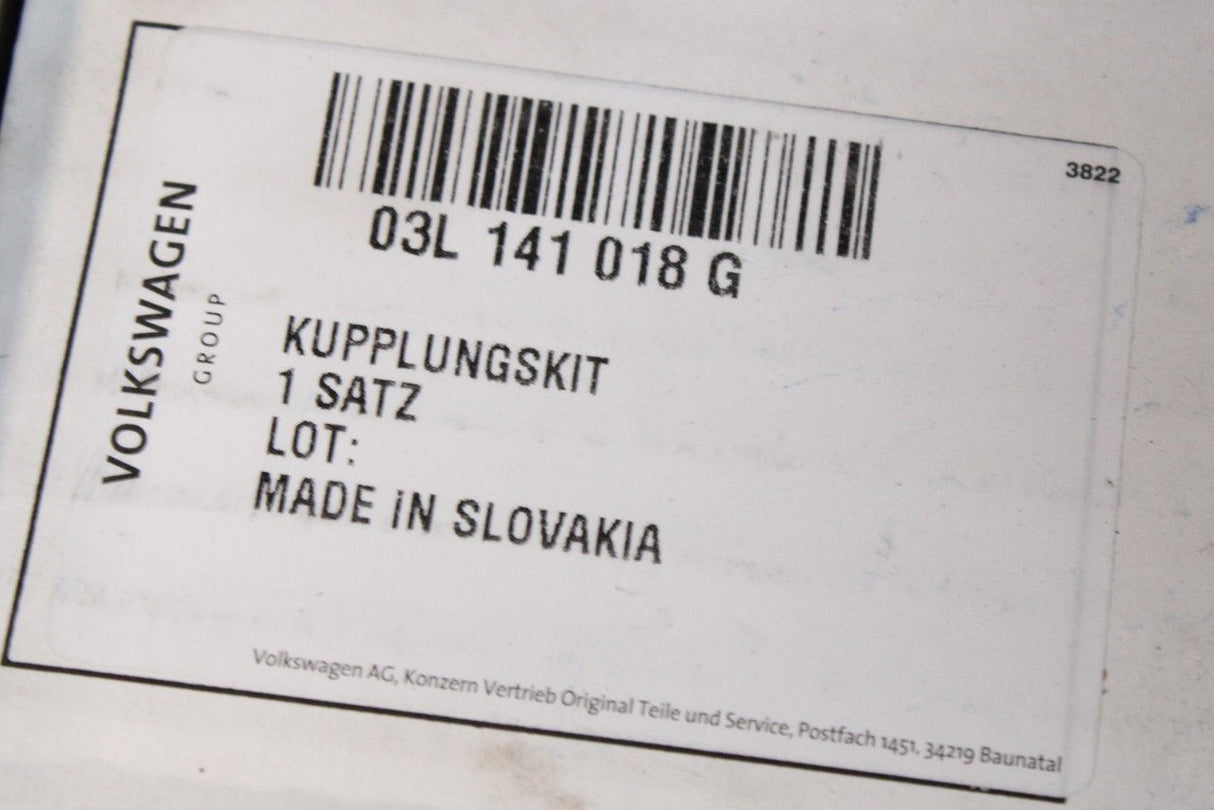 3822
03L 141 018 G
VOLKSWAGEN
GROUP
KUPPLUNGSKIT
1 SATZ
LOT:
MADE IN SLOVAKIA
Volkswagen AG, Konzern Vertrieb Original Teile und Service, Postfach 1451, 34219 Baunatal